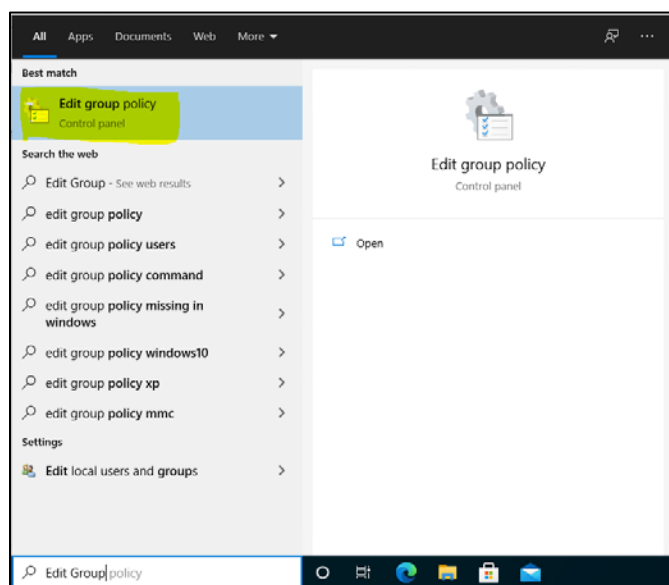 All Apps Documents Web More
Best match
Edit group policy
Control panel
Search the web
Edit Group - See web results
edit group policy
edit group policy users
edit group policy command
edit group policy missing in
windows
edit group policy windows10
edit group policy xp
edit group policy mmc
Settings
Edit local users and groups
Edit group policy
Control panel
Open
Edit Group policy